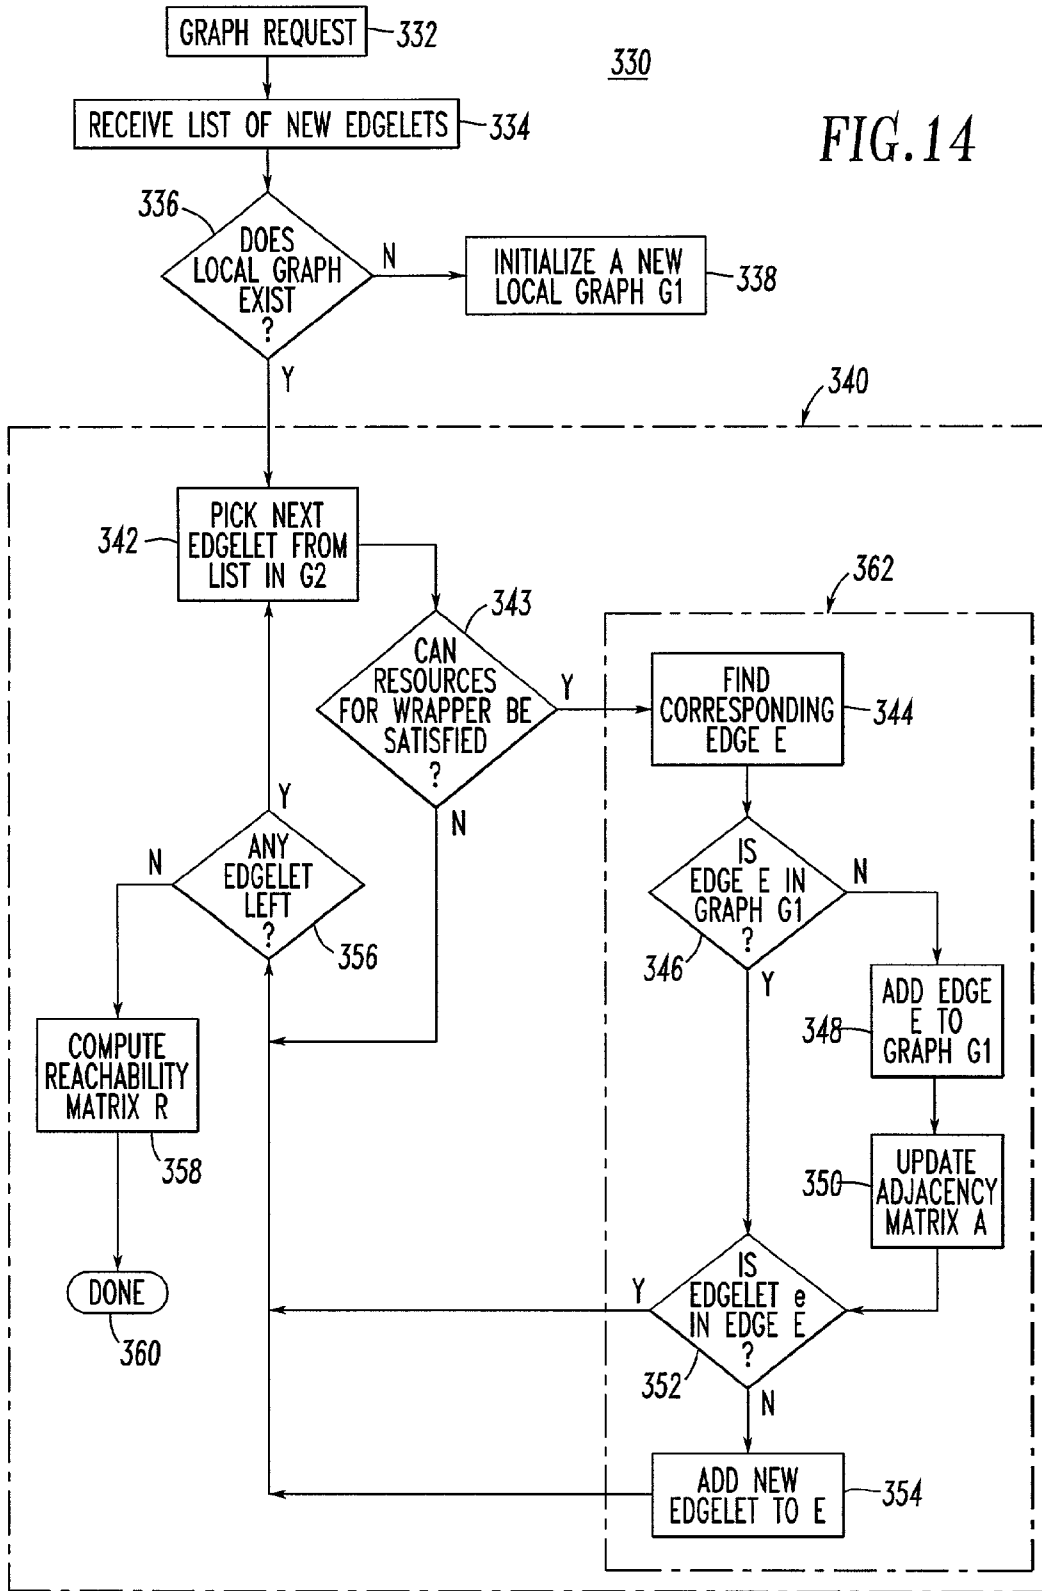 GRAPH REQUEST
332
330
RECEIVE LIST OF NEW EDGELETS
334
FIG.14
336
DOES
LOCAL GRAPH
EXIST
?
N
INITIALIZE A NEW
LOCAL GRAPH G1
338
Y
340
342
PICK NEXT
EDGELET FROM
LIST IN G2
343
CAN
RESOURCES
FOR WRAPPER BE
SATISFIED
?
Y
N
362
FIND
CORRESPONDING
EDGE E
344
IS
EDGE E IN
GRAPH G1
?
346
N
Y
348
ADD EDGE
E TO
GRAPH G1
350
UPDATE
ADJACENCY
MATRIX A
Y
N
ANY
EDGELET
LEFT
?
356
COMPUTE
REACHABILITY
MATRIX R
358
DONE
360
Y
IS
EDGELET e
IN EDGE E
?
352
N
ADD NEW
EDGELET TO E
354